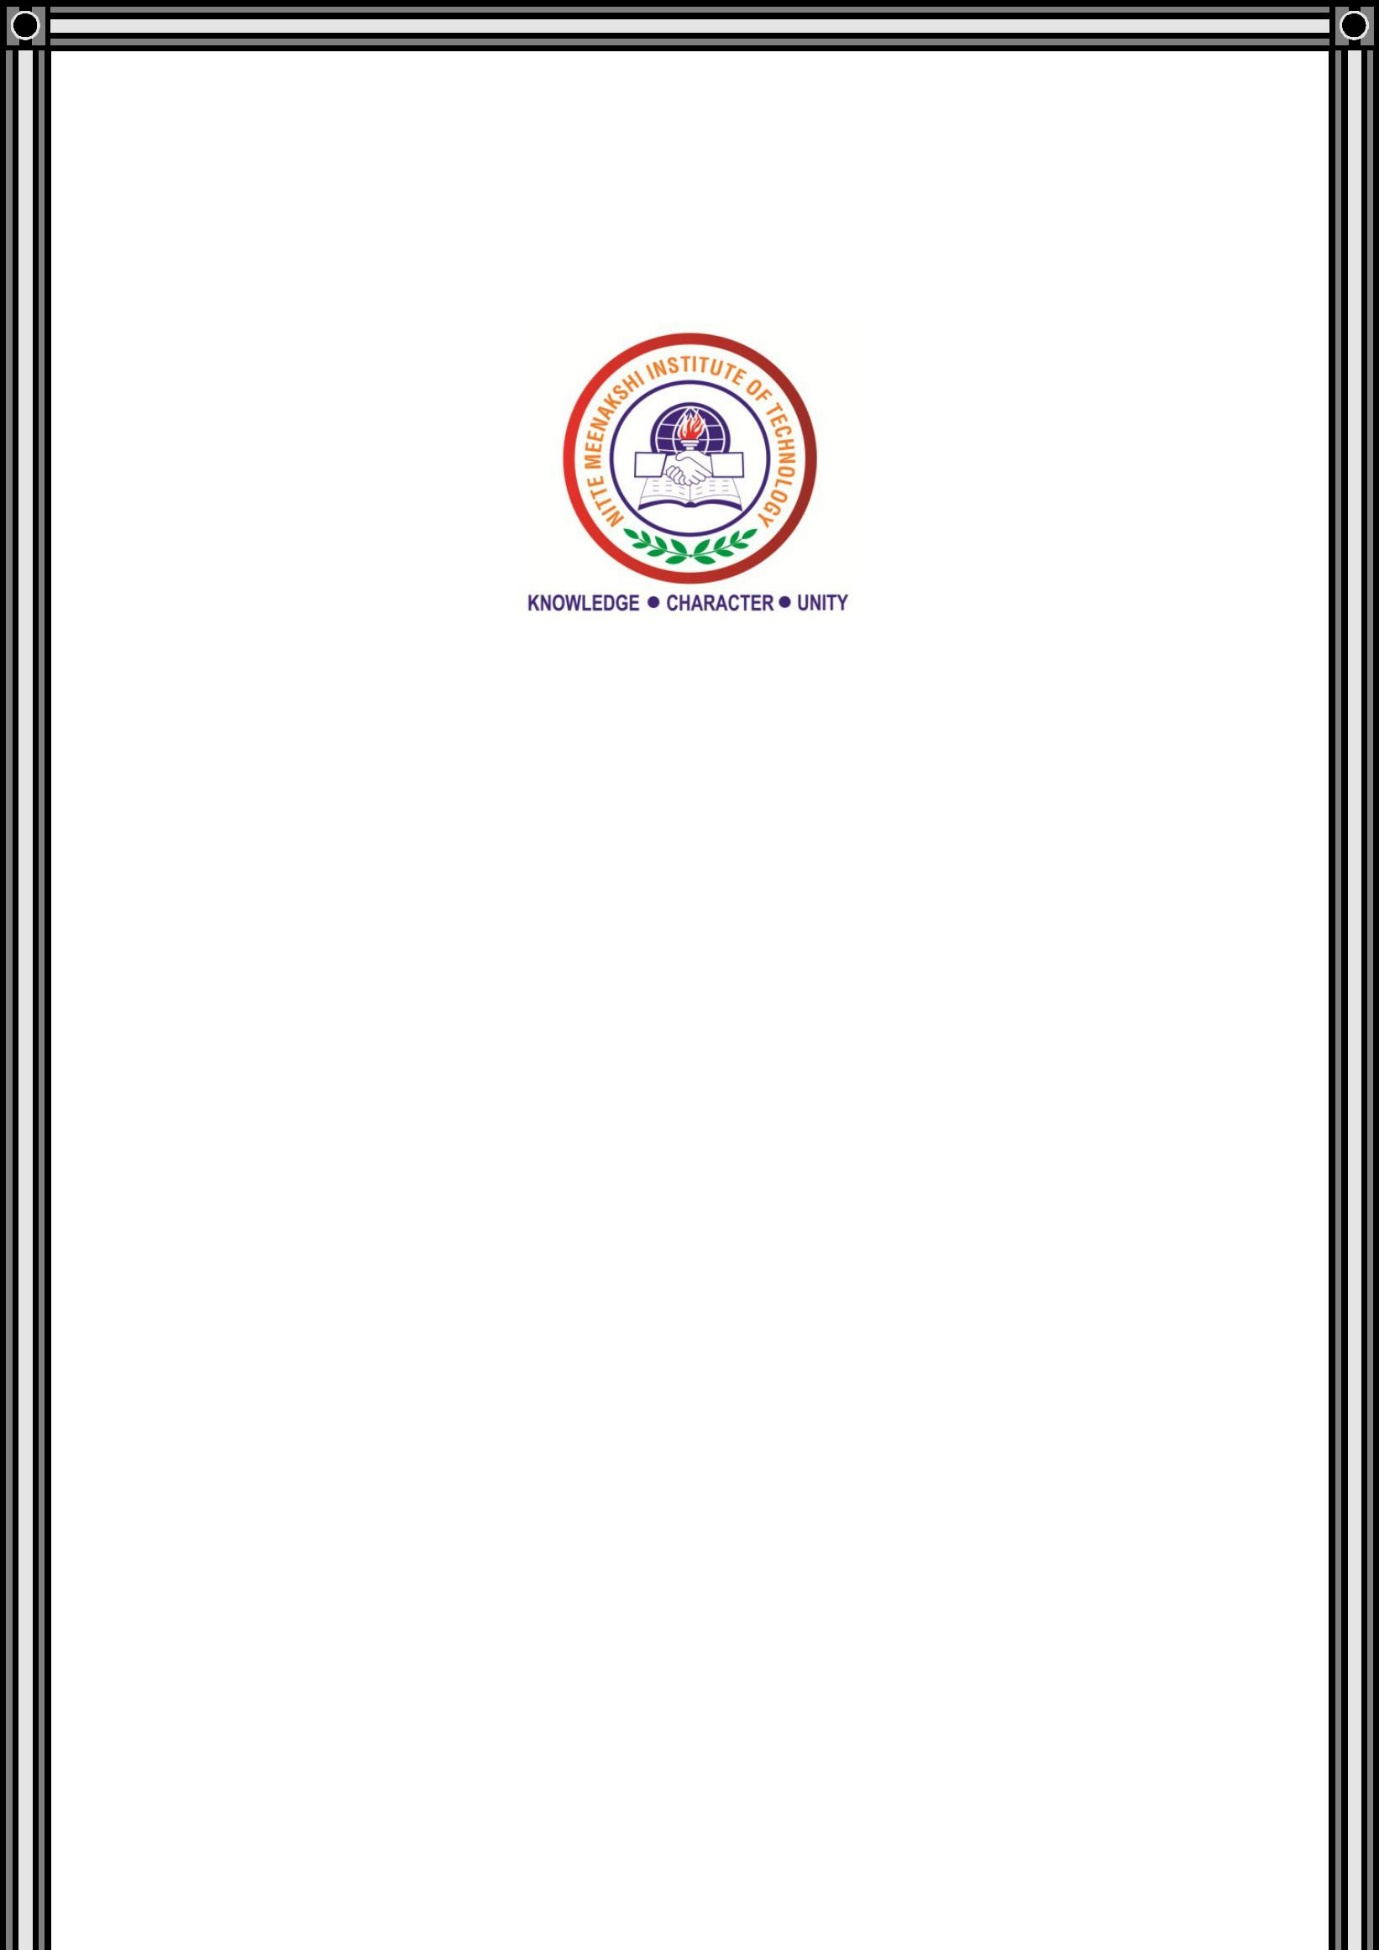 NITTE MEENAKSHI INSTITUTE OF TECHNOLOGY
KNOWLEDGE ● CHARACTER ● UNITY